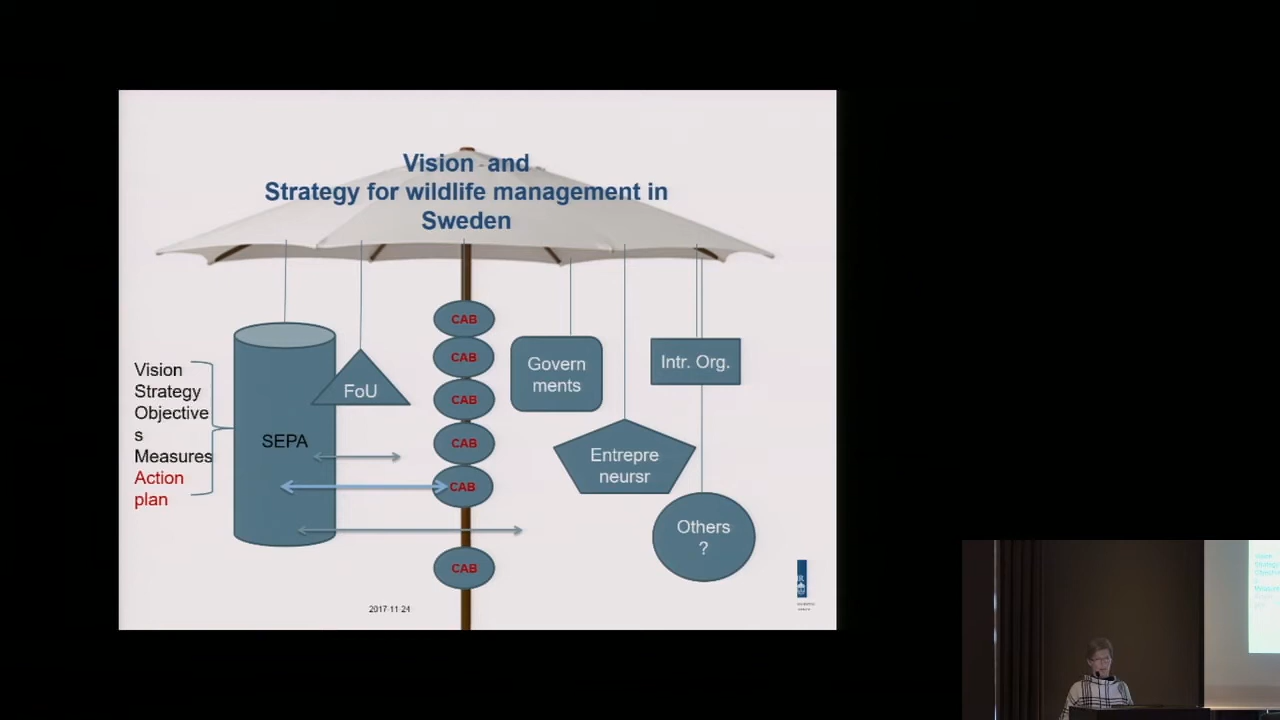 Vision - and
Strategy for wildlife management in
Sweden
Vision
Strategy
Objective
s
Measures
Action
plan
SEPA
FoU
CAB
CAB
CAB
CAB
CAB
CAB
Govern
ments
Intr. Org.
Entrepre
neursr
Others
?
2017-11-24